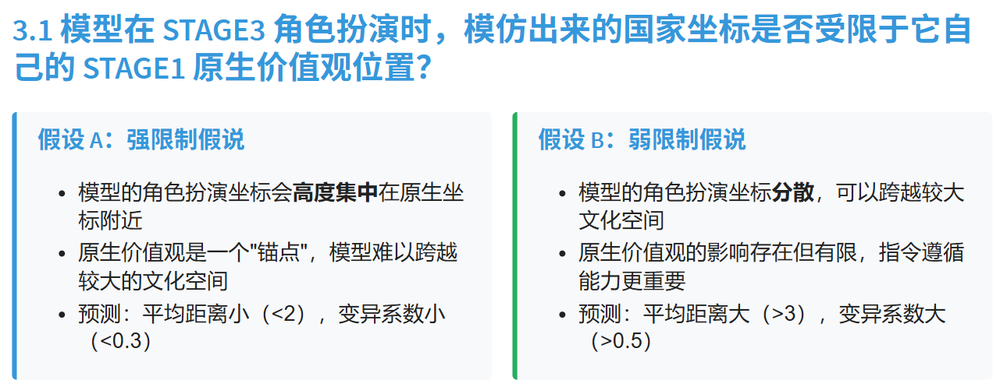 3.1 模型在 STAGE3 角色扮演时，模仿出来的国家坐标是否受限于它自
己的 STAGE1 原生价值观位置？
假设 A：强限制假说
• 模型的角色扮演坐标会高度集中在原生坐
标附近
• 原生价值观是一个"锚点"，模型难以跨越
较大的文化空间
• 预测：平均距离小（<2），变异系数小
（<0.3）
假设 B：弱限制假说
• 模型的角色扮演坐标分散，可以跨越较大
文化空间
• 原生价值观的影响存在但有限，指令遵循
能力更重要
• 预测：平均距离大（>3），变异系数大
（>0.5）